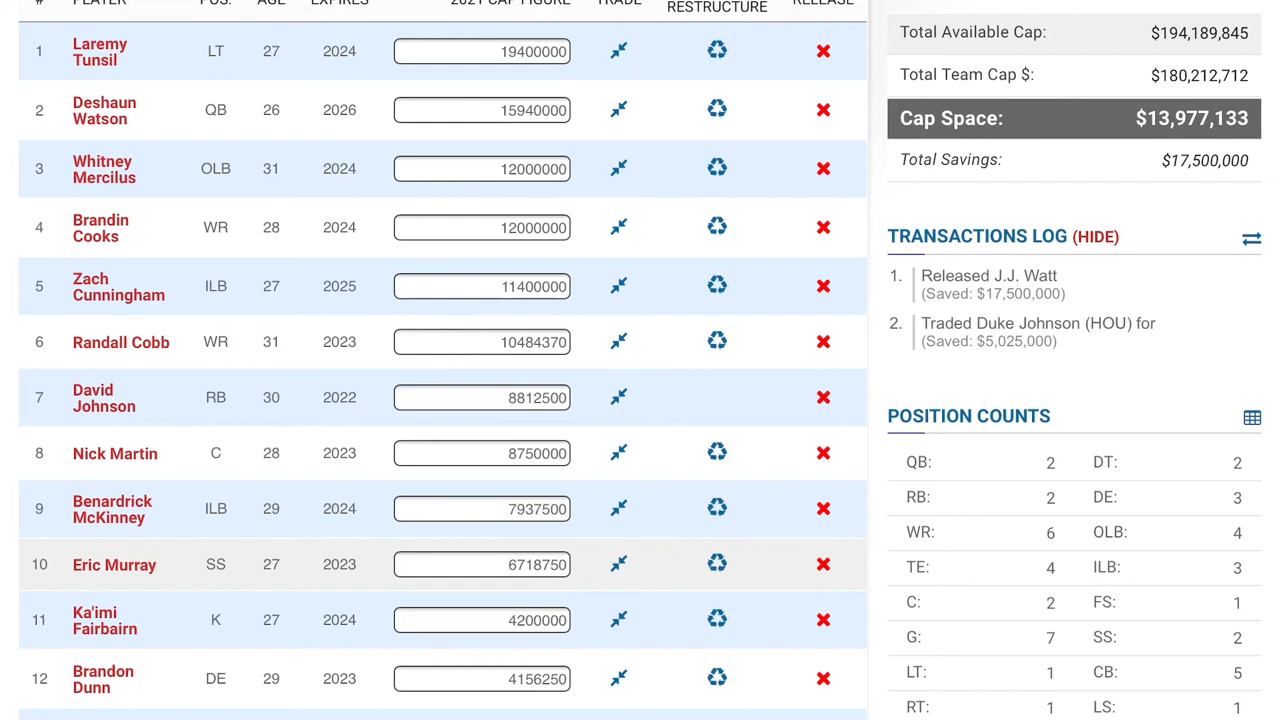 # PLAYER POS. AGE EXPIRES 2021 CAP FIGURE TRADE RESTRUCTURE RELEASE
1 Laremy Tunsil LT 27 2024 19400000
2 Deshaun Watson QB 26 2026 15940000
3 Whitney Mercilus OLB 31 2024 12000000
4 Brandin Cooks WR 28 2024 12000000
5 Zach Cunningham ILB 27 2025 11400000
6 Randall Cobb WR 31 2023 10484370
7 David Johnson RB 30 2022 8812500
8 Nick Martin C 28 2023 8750000
9 Benardrick McKinney ILB 29 2024 7937500
10 Eric Murray SS 27 2023 6718750
11 Ka'imi Fairbairn K 27 2024 4200000
12 Brandon Dunn DE 29 2023 4156250
Total Available Cap: $194,189,845
Total Team Cap $: $180,212,712
Cap Space: $13,977,133
Total Savings: $17,500,000
TRANSACTIONS LOG (HIDE)
1. Released J.J. Watt
(Saved: $17,500,000)
2. Traded Duke Johnson (HOU) for
(Saved: $5,025,000)
POSITION COUNTS
QB: 2 DT: 2
RB: 2 DE: 3
WR: 6 OLB: 4
TE: 4 ILB: 3
C: 2 FS: 1
G: 7 SS: 2
LT: 1 CB: 5
RT: 1 LS: 1